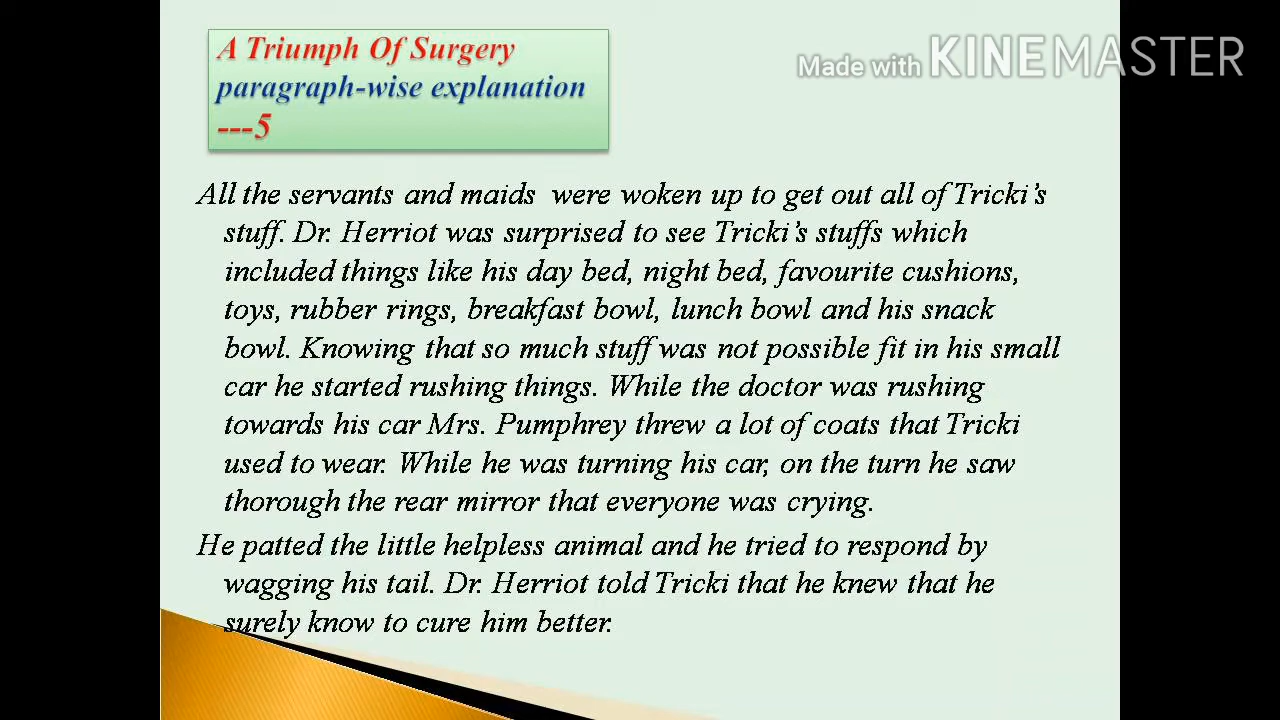 A Triumph Of Surgery
paragraph-wise explanation
---5
Made with KINEMASTER
All the servants and maids were woken up to get out all of Tricki's
stuff. Dr. Herriot was surprised to see Tricki's stuffs which
included things like his day bed, night bed, favourite cushions,
toys, rubber rings, breakfast bowl, lunch bowl and his snack
bowl. Knowing that so much stuff was not possible fit in his small
car he started rushing things. While the doctor was rushing
towards his car Mrs. Pumphrey threw a lot of coats that Tricki
used to wear. While he was turning his car, on the turn he saw
thorough the rear mirror that everyone was crying.
He patted the little helpless animal and he tried to respond by
wagging his tail. Dr. Herriot told Tricki that he knew that he
surely know to cure him better.